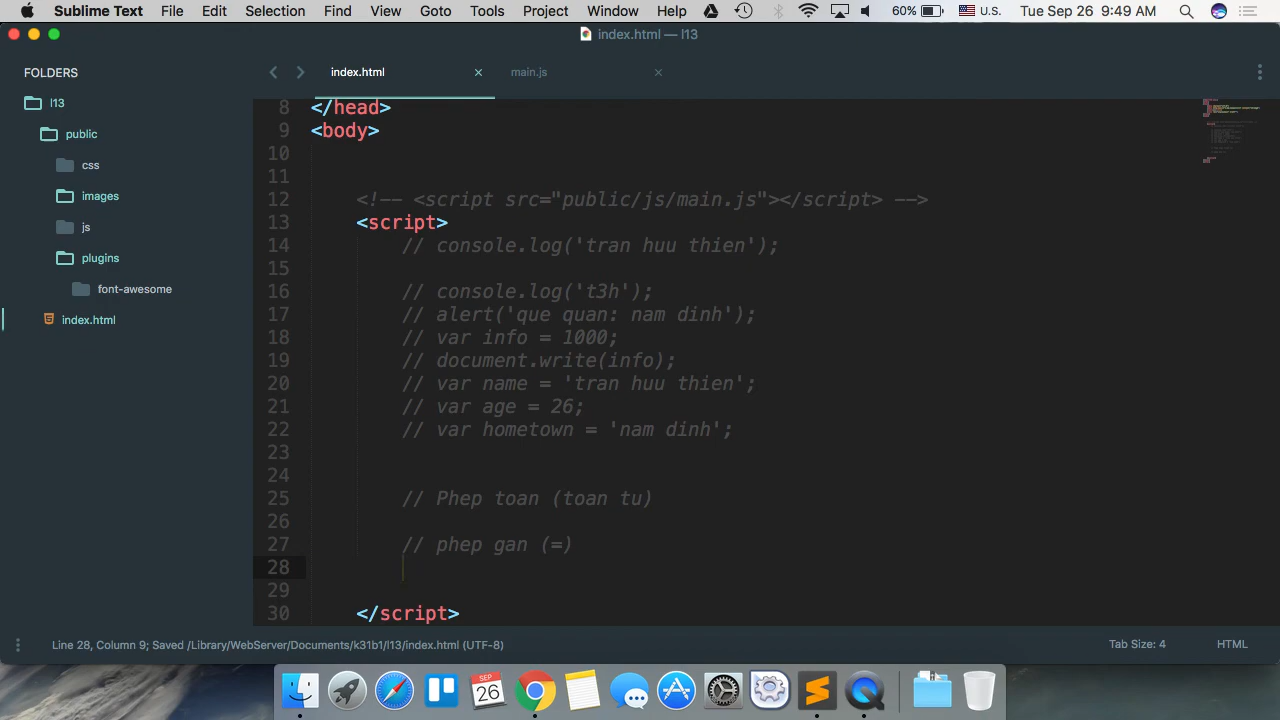 Sublime Text File Edit Selection Find View Goto Tools Project Window Help 60% U.S. Tue Sep 26 9:49 AM
index.html — l13
FOLDERS
l13
public
css
images
js
plugins
font-awesome
index.html
index.html × main.js ×
8 </head>
9 <body>
10
11
12 <!-- <script src="public/js/main.js"></script> -->
13 <script>
14 // console.log('tran huu thien');
15
16 // console.log('t3h');
17 // alert('que quan: nam dinh');
18 // var info = 1000;
19 // document.write(info);
20 // var name = 'tran huu thien';
21 // var age = 26;
22 // var hometown = 'nam dinh';
23
24
25 // Phep toan (toan tu)
26
27 // phep gan (=)
28
29
30 </script>
Line 28, Column 9; Saved /Library/WebServer/Documents/k31b1/l13/index.html (UTF-8) Tab Size: 4 HTML
SEP
26